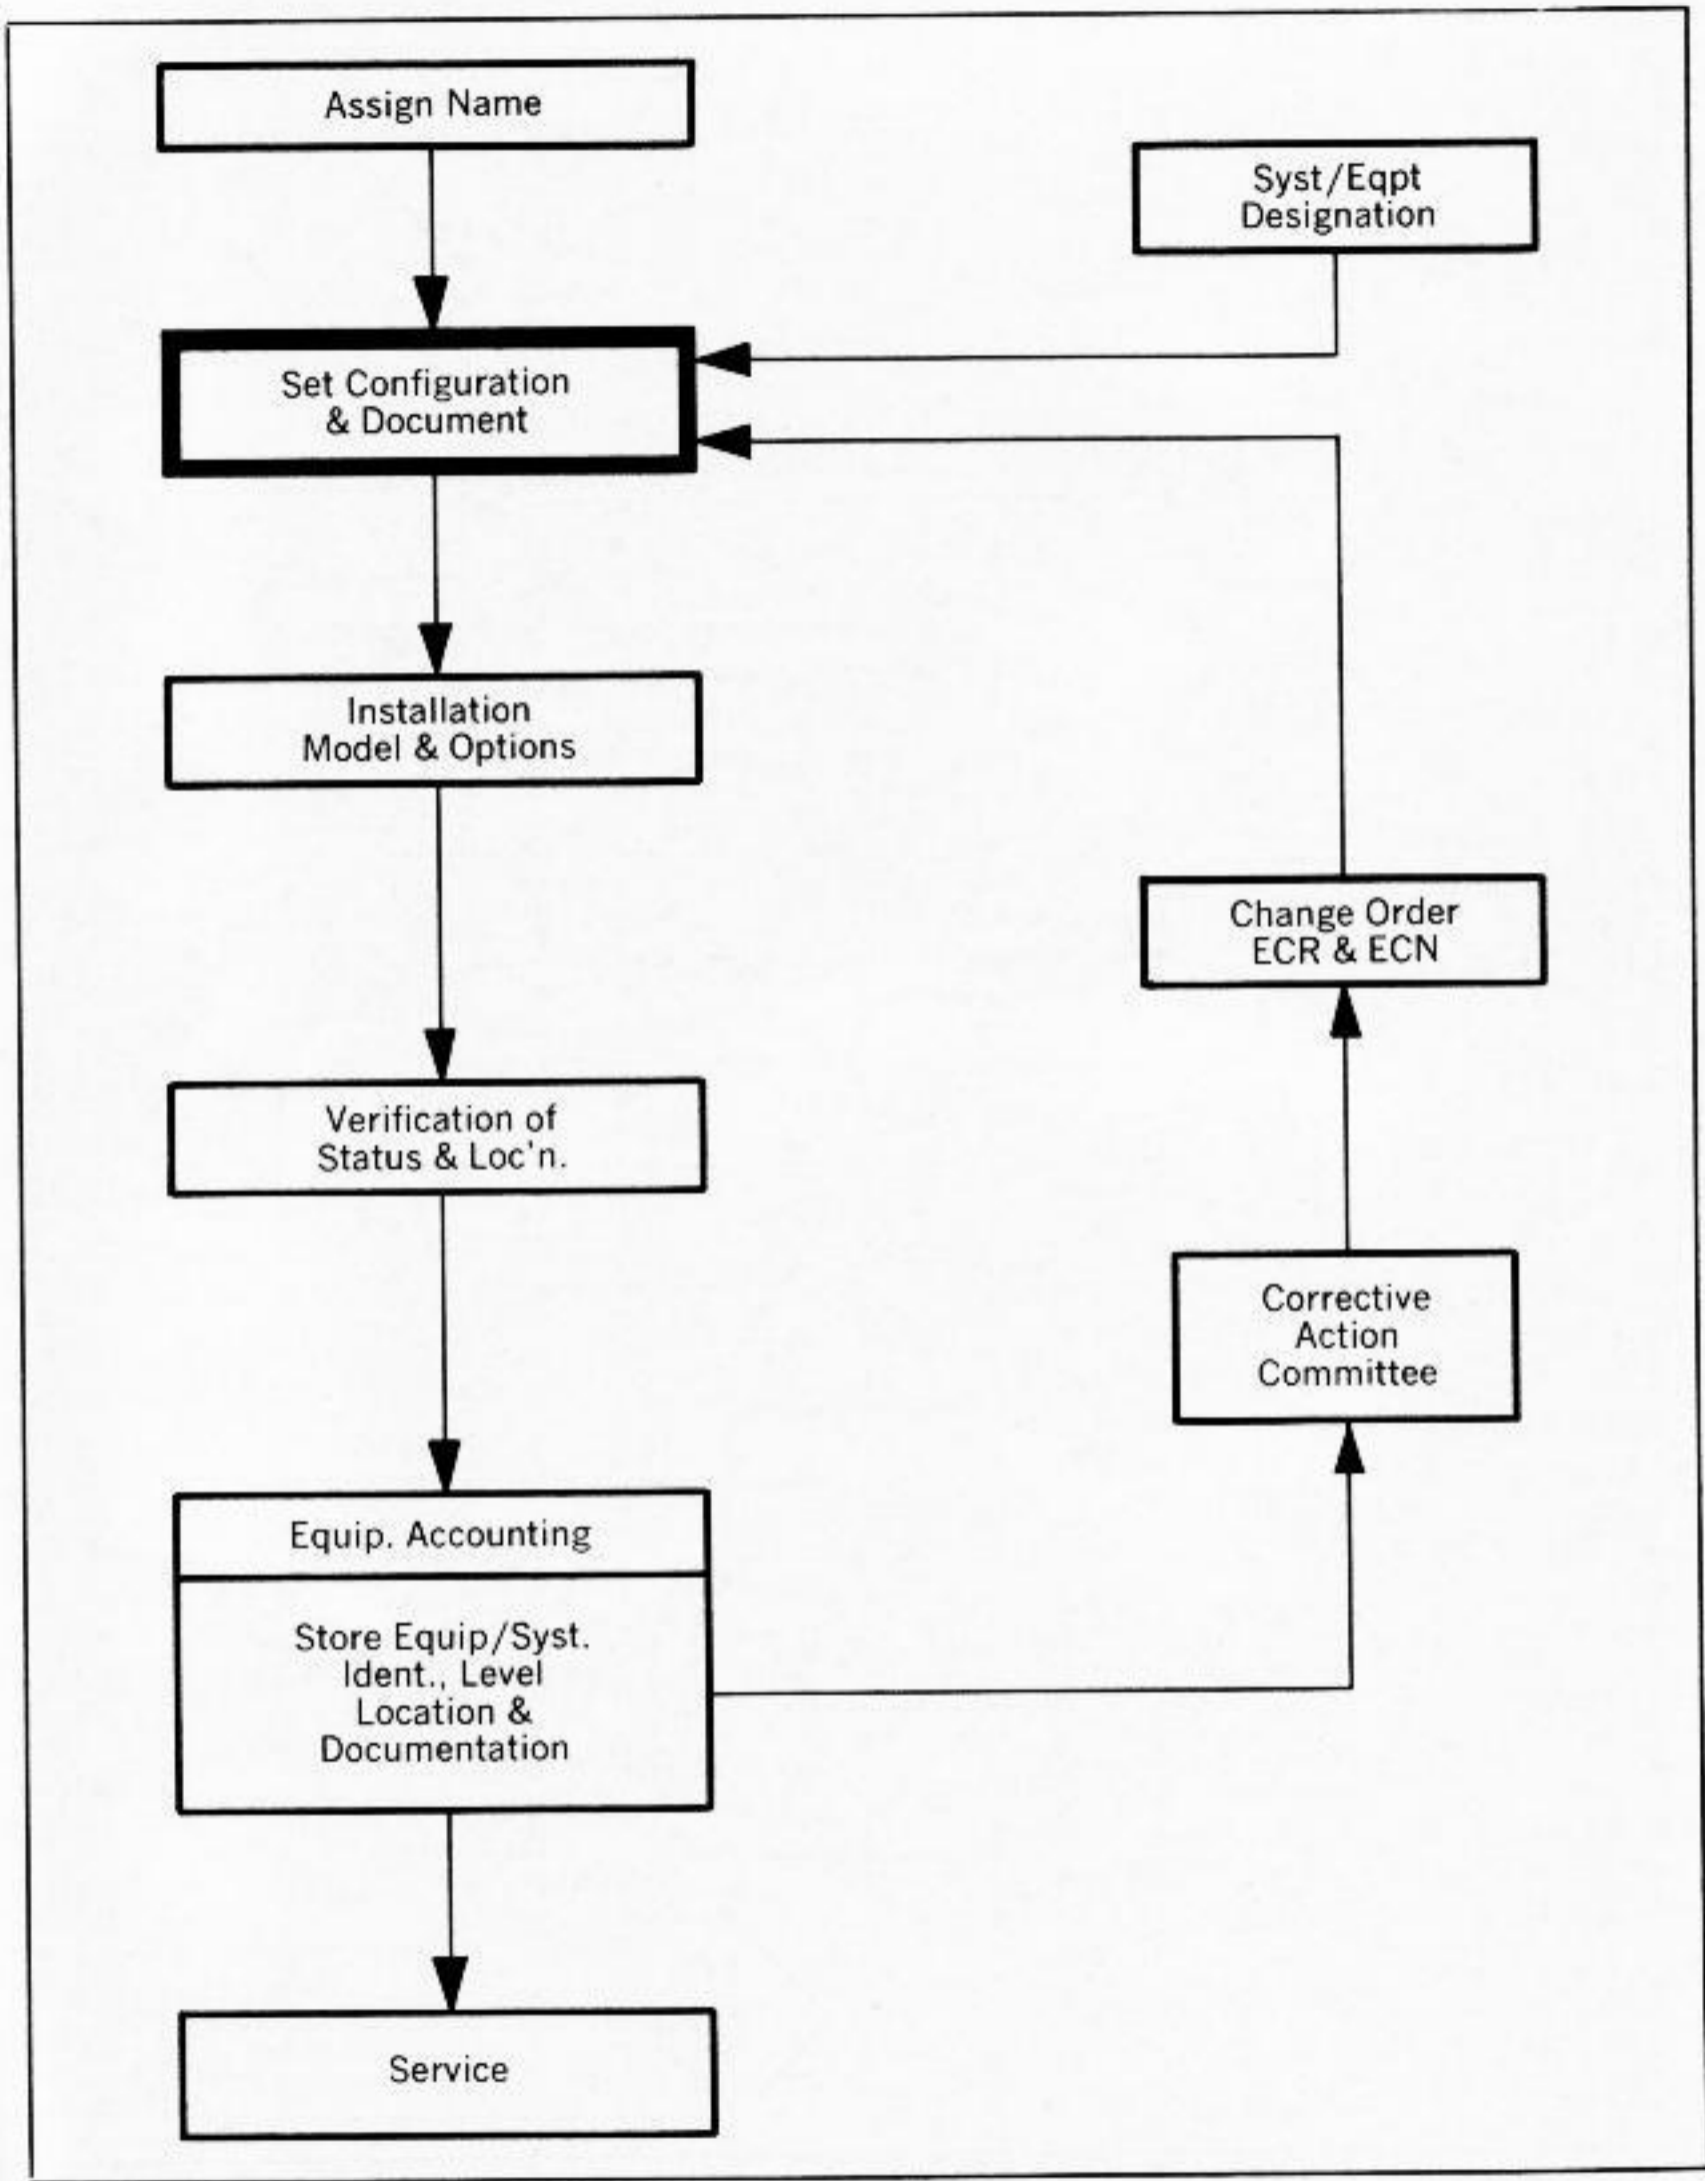 Assign Name
Syst/Eqpt
Designation
Set Configuration
& Document
Installation
Model & Options
Change Order
ECR & ECN
Verification of
Status & Loc'n.
Corrective
Action
Committee
Equip. Accounting
Store Equip/Syst.
Ident., Level
Location &
Documentation
Service